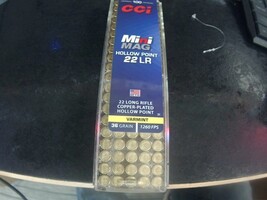 100
CCI
Mini
MAG
HOLLOW POINT
22 LR
22 LONG RIFLE
COPPER-PLATED
HOLLOW POINT
VARMINT
36 GRAIN
1260 FPS